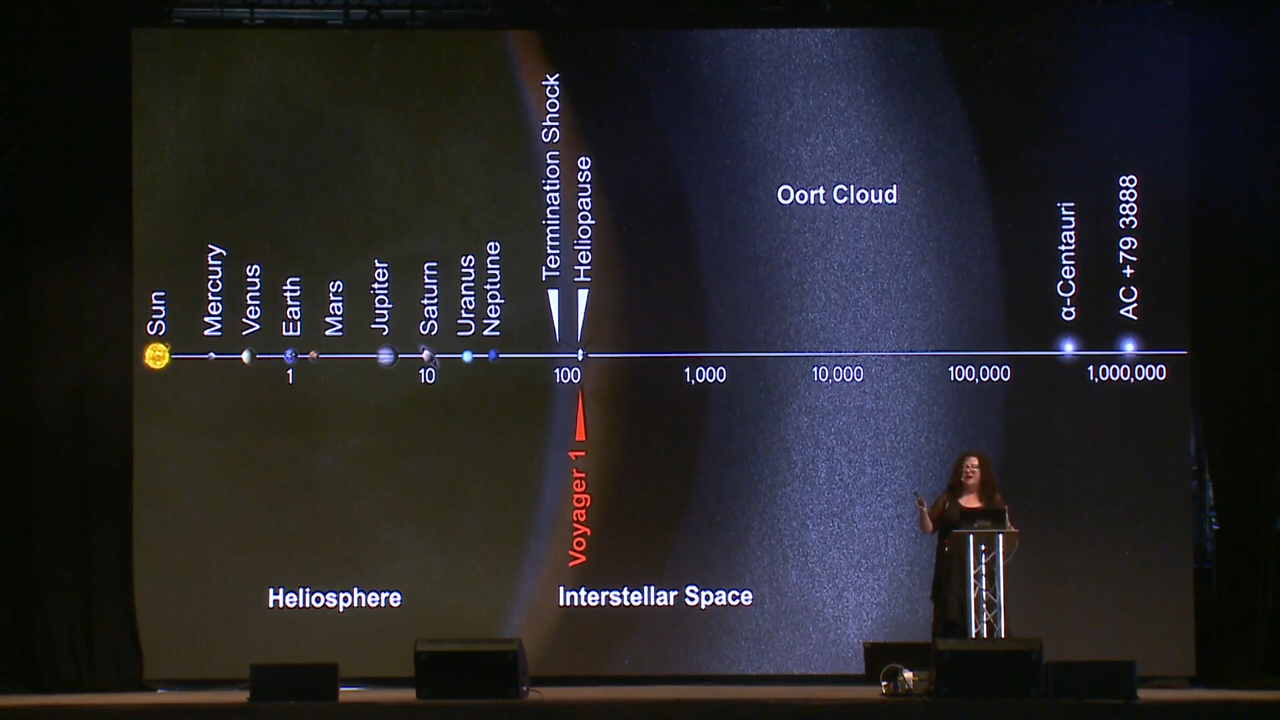 Sun
Mercury
Venus
Earth
Mars
Jupiter
Saturn
Uranus
Neptune
Termination Shock
Heliopause
Oort Cloud
α-Centauri
AC +79 3888
1
10
100
1,000
10,000
100,000
1,000,000
Voyager 1
Heliosphere
Interstellar Space